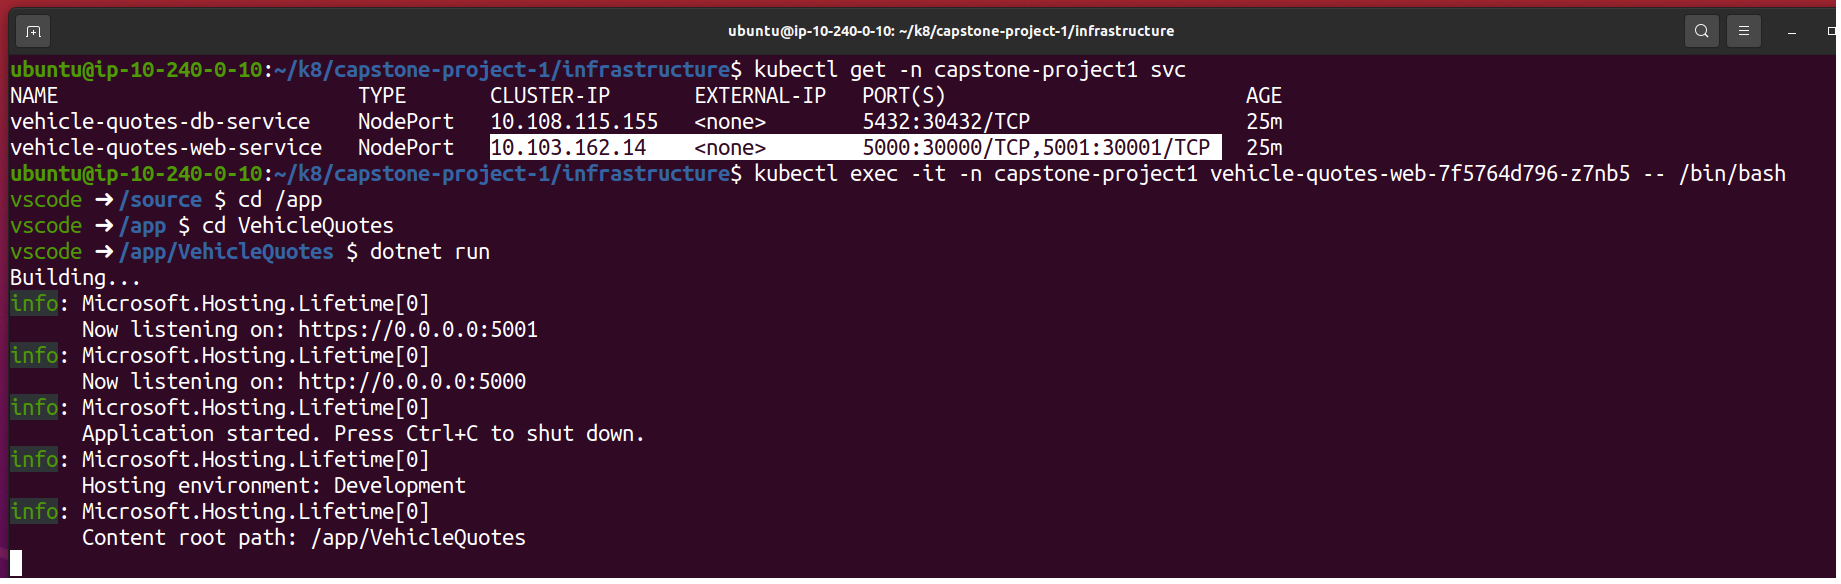 ubuntu@ip-10-240-0-10: ~/k8/capstone-project-1/infrastructure
ubuntu@ip-10-240-0-10:~/k8/capstone-project-1/infrastructure$ kubectl get -n capstone-project1 svc
NAME TYPE CLUSTER-IP EXTERNAL-IP PORT(S) AGE
vehicle-quotes-db-service NodePort 10.108.115.155 <none> 5432:30432/TCP 25m
vehicle-quotes-web-service NodePort 10.103.162.14 <none> 5000:30000/TCP,5001:30001/TCP 25m
ubuntu@ip-10-240-0-10:~/k8/capstone-project-1/infrastructure$ kubectl exec -it -n capstone-project1 vehicle-quotes-web-7f5764d796-z7nb5 -- /bin/bash
vscode ➜ /source $ cd /app
vscode ➜ /app $ cd VehicleQuotes
vscode ➜ /app/VehicleQuotes $ dotnet run
Building...
info: Microsoft.Hosting.Lifetime[0]
Now listening on: https://0.0.0.0:5001
info: Microsoft.Hosting.Lifetime[0]
Now listening on: http://0.0.0.0:5000
info: Microsoft.Hosting.Lifetime[0]
Application started. Press Ctrl+C to shut down.
info: Microsoft.Hosting.Lifetime[0]
Hosting environment: Development
info: Microsoft.Hosting.Lifetime[0]
Content root path: /app/VehicleQuotes